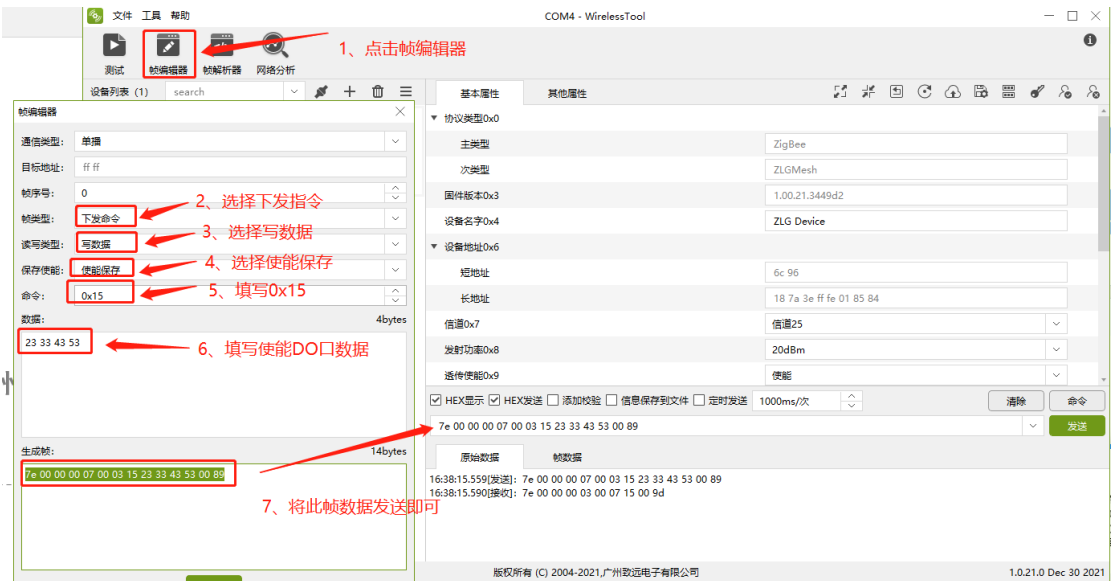 文件 工具 帮助
COM4 - WirelessTool
1、点击帧编辑器
测试 帧编辑器 帧解析器 网络分析
设备列表 (1) search
基本属性 其他属性
帧编辑器
通信类型: 单播
目标地址: ff ff
帧序号: 0
2、选择下发指令
帧类型: 下发命令
3、选择写数据
读写类型: 写数据
4、选择使能保存
保存使能: 使能保存
5、填写0x15
命令: 0x15
数据: 4bytes
23 33 43 53
6、填写使能DO口数据
生成帧: 14bytes
7e 00 00 00 07 00 03 15 23 33 43 53 00 89
7、将此帧数据发送即可
协议类型0x0
主类型 ZigBee
次类型 ZLGMesh
固件版本0x3 1.00.21.3449d2
设备名字0x4 ZLG Device
设备地址0x6
短地址 6c 96
长地址 18 7a 3e ff fe 01 85 84
信道0x7 信道25
发射功率0x8 20dBm
透传使能0x9 使能
HEX显示 HEX发送 添加校验 信息保存到文件 定时发送 1000ms/次 清除 命令
7e 00 00 00 07 00 03 15 23 33 43 53 00 89 发送
原始数据 帧数据
16:38:15.559[发送]: 7e 00 00 00 07 00 03 15 23 33 43 53 00 89
16:38:15.590[接收]: 7e 00 00 00 03 00 07 15 00 9d
版权所有 (C) 2004-2021,广州致远电子有限公司
1.0.21.0 Dec 30 2021